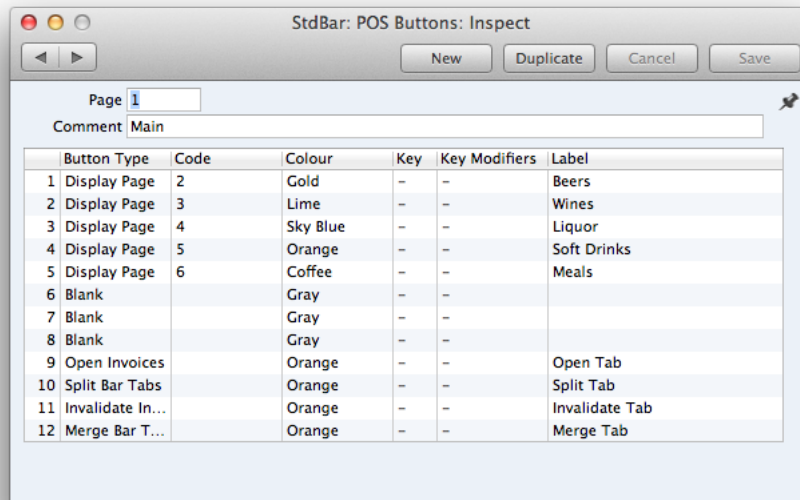 StdBar: POS Buttons: Inspect
New Duplicate Cancel Save
Page 1
Comment Main
Button Type Code Colour Key Key Modifiers Label
1 Display Page 2 Gold – – Beers
2 Display Page 3 Lime – – Wines
3 Display Page 4 Sky Blue – – Liquor
4 Display Page 5 Orange – – Soft Drinks
5 Display Page 6 Coffee – – Meals
6 Blank Gray – –
7 Blank Gray – –
8 Blank Gray – –
9 Open Invoices Orange – – Open Tab
10 Split Bar Tabs Orange – – Split Tab
11 Invalidate In... Orange – – Invalidate Tab
12 Merge Bar T... Orange – – Merge Tab